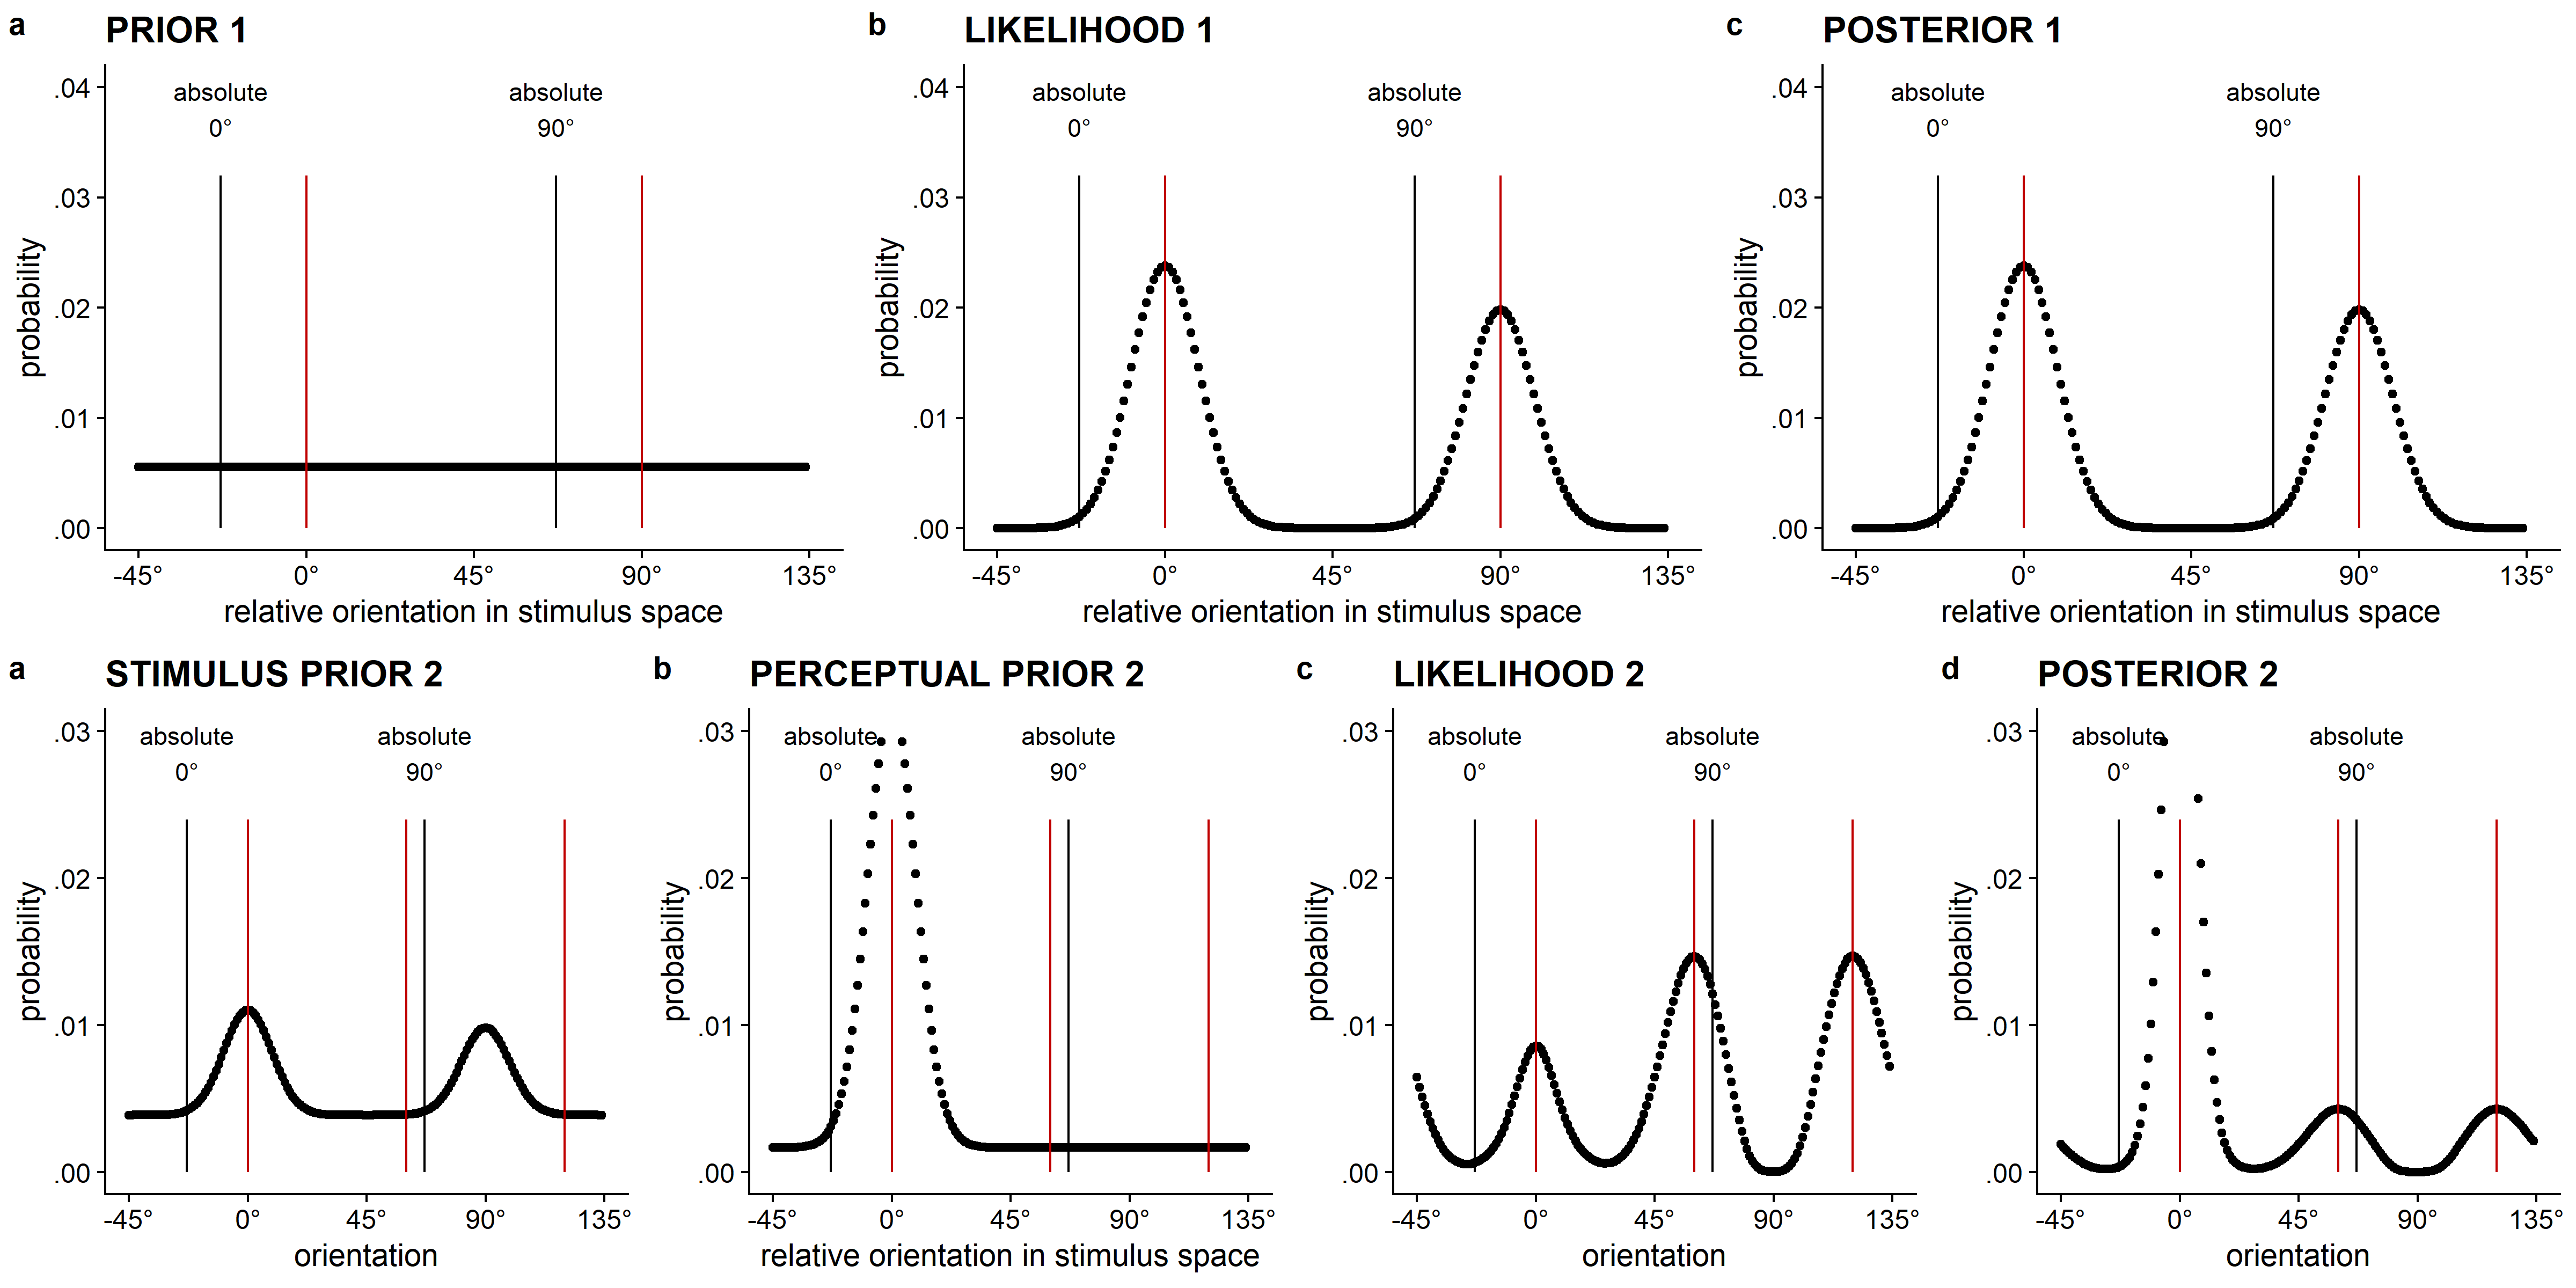 a PRIOR 1
.04
.03
.02
.01
.00
probability
absolute
0°
absolute
90°
-45° 0° 45° 90° 135°
relative orientation in stimulus space
b LIKELIHOOD 1
.04
.03
.02
.01
.00
probability
absolute
0°
absolute
90°
-45° 0° 45° 90° 135°
relative orientation in stimulus space
c POSTERIOR 1
.04
.03
.02
.01
.00
probability
absolute
0°
absolute
90°
-45° 0° 45° 90° 135°
relative orientation in stimulus space
a STIMULUS PRIOR 2
.03
.02
.01
.00
probability
absolute
0°
absolute
90°
-45° 0° 45° 90° 135°
orientation
b PERCEPTUAL PRIOR 2
.03
.02
.01
.00
probability
absolute
0°
absolute
90°
-45° 0° 45° 90° 135°
relative orientation in stimulus space
c LIKELIHOOD 2
.03
.02
.01
.00
probability
absolute
0°
absolute
90°
-45° 0° 45° 90° 135°
orientation
d POSTERIOR 2
.03
.02
.01
.00
probability
absolute
0°
absolute
90°
-45° 0° 45° 90° 135°
orientation